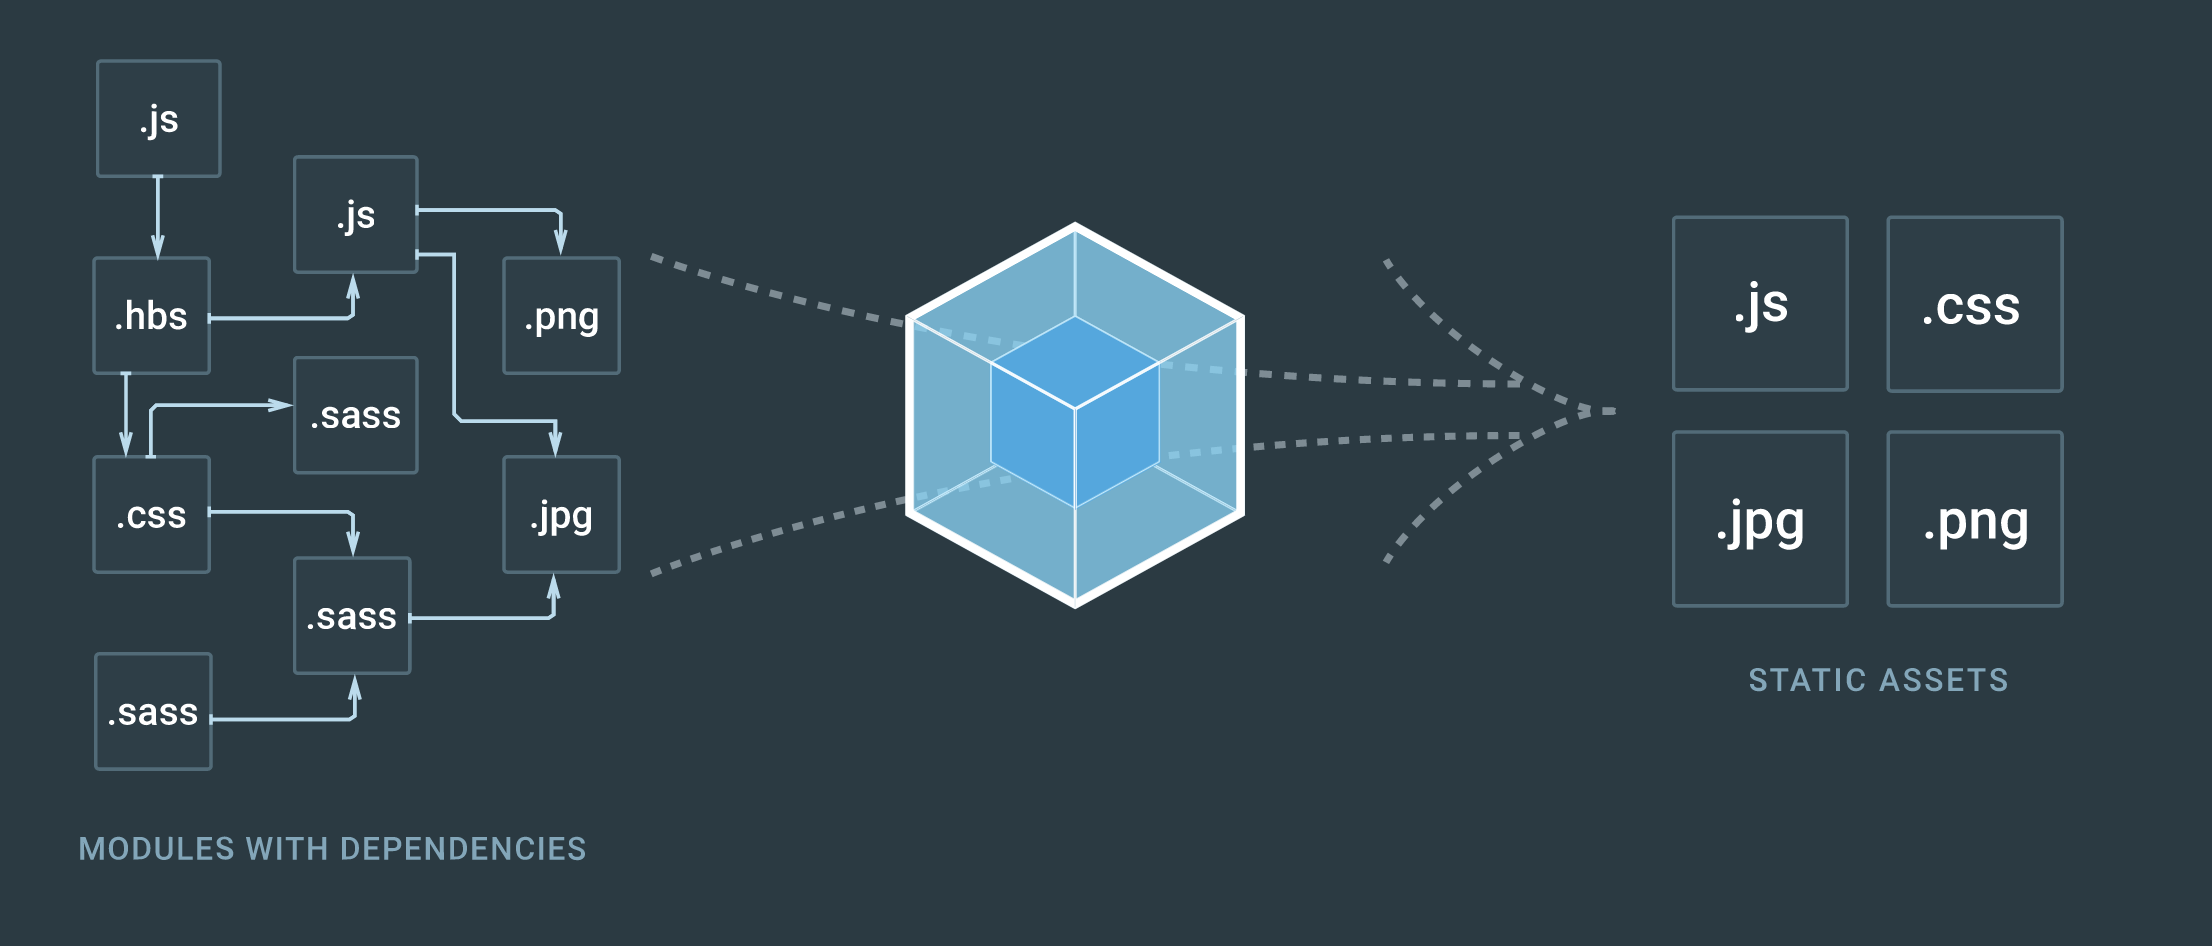 .js
.js
.hbs
.png
.sass
.css
.jpg
.sass
.sass
MODULES WITH DEPENDENCIES
.js
.css
.jpg
.png
STATIC ASSETS